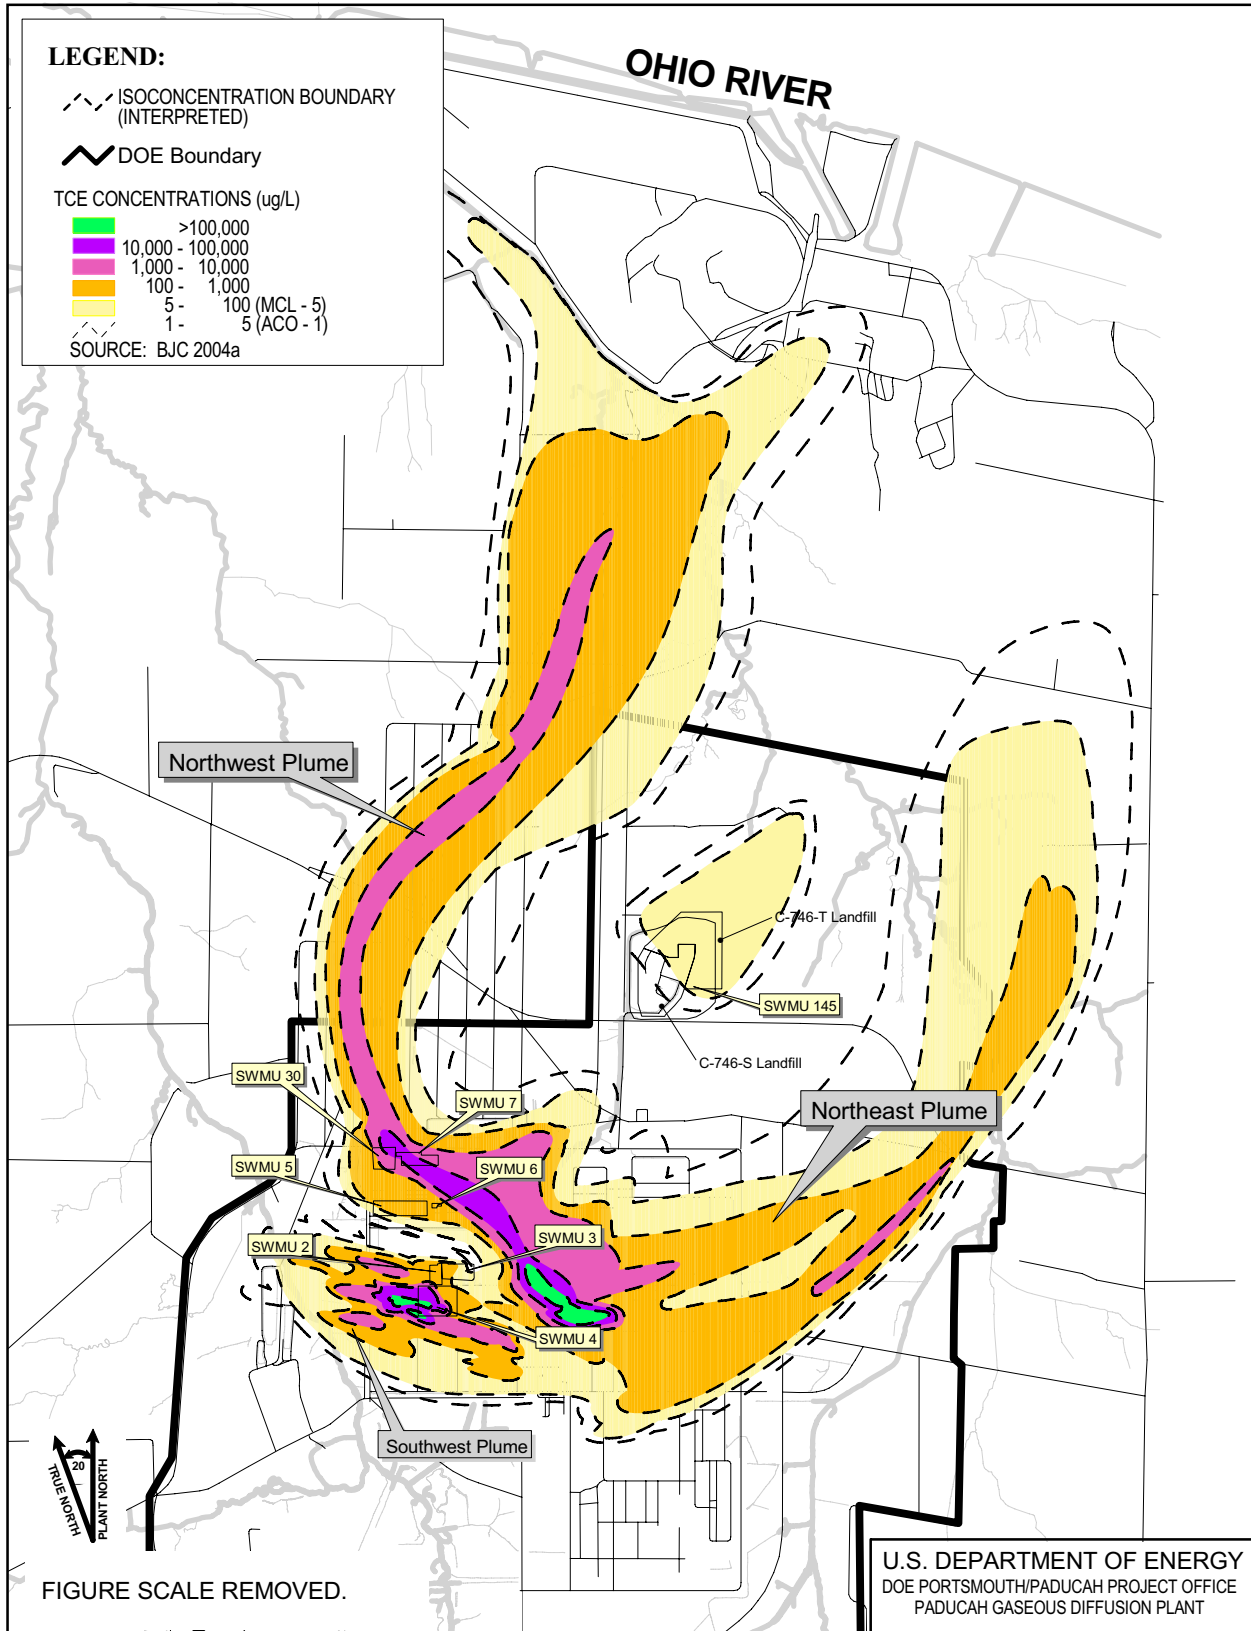 LEGEND:
ISOCONCENTRATION BOUNDARY
(INTERPRETED)
DOE Boundary
TCE CONCENTRATIONS (ug/L)
>100,000
10,000 - 100,000
1,000 - 10,000
100 - 1,000
5 - 100 (MCL - 5)
1 - 5 (ACO - 1)
SOURCE: BJC 2004a
OHIO RIVER
Northwest Plume
C-746-T Landfill
SWMU 145
C-746-S Landfill
SWMU 30
SWMU 7
Northeast Plume
SWMU 5
SWMU 6
SWMU 2
SWMU 3
SWMU 4
Southwest Plume
20
TRUE NORTH
PLANT NORTH
FIGURE SCALE REMOVED.
U.S. DEPARTMENT OF ENERGY
DOE PORTSMOUTH/PADUCAH PROJECT OFFICE
PADUCAH GASEOUS DIFFUSION PLANT